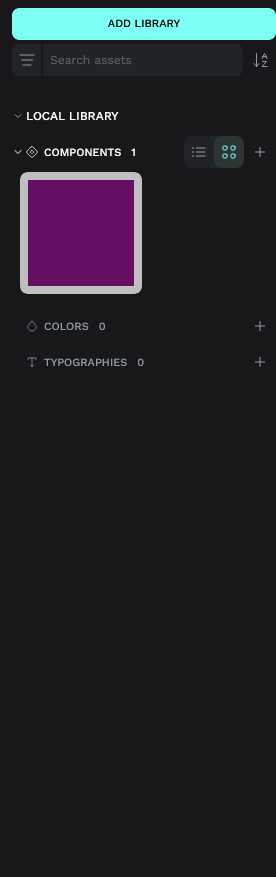 ADD LIBRARY
Search assets
LOCAL LIBRARY
COMPONENTS 1
COLORS 0
TYPOGRAPHIES 0